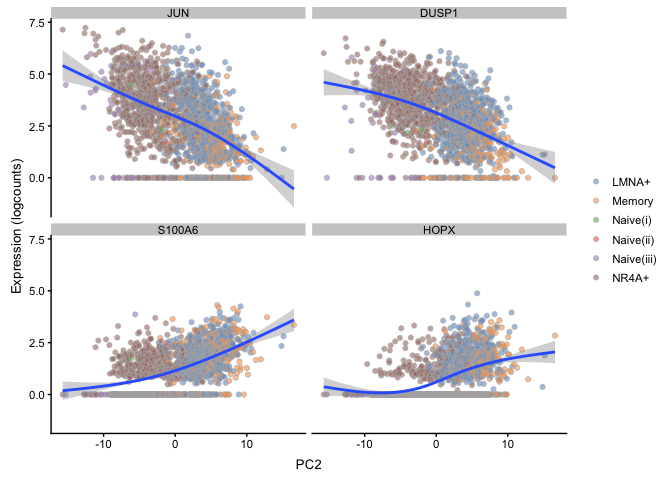 JUN
DUSP1
7.5
5.0
2.5
0.0
S100A6
HOPX
7.5
5.0
2.5
0.0
-10
0
10
-10
0
10
PC2
Expression (logcounts)
LMNA+
Memory
Naive(i)
Naive(ii)
Naive(iii)
NR4A+